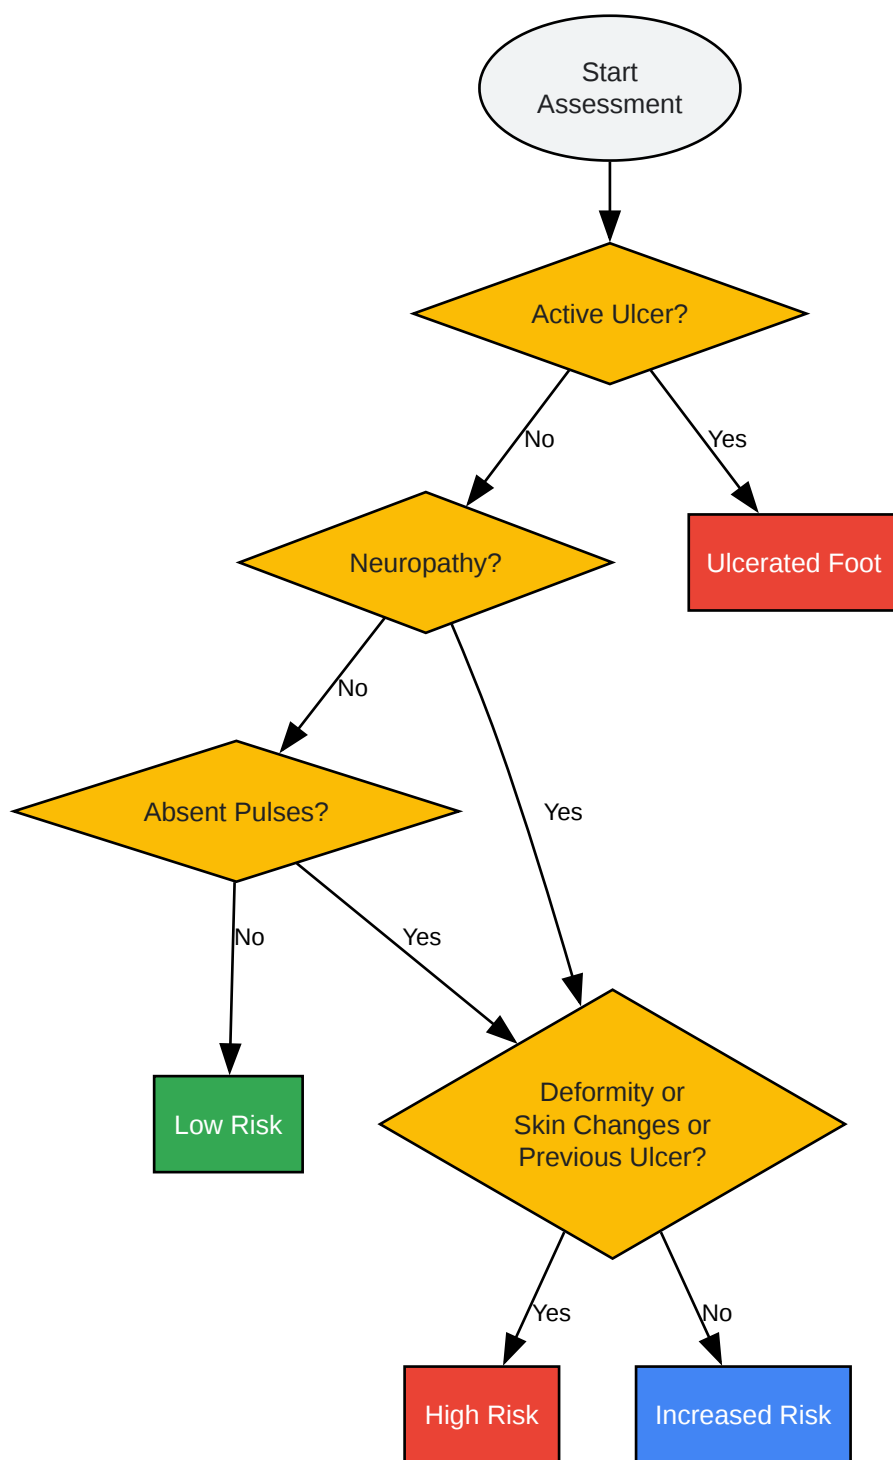 Start
Assessment
Active Ulcer?
No
Yes
Neuropathy?
Ulcerated Foot
No
Yes
Absent Pulses?
No
Yes
Low Risk
Deformity or
Skin Changes or
Previous Ulcer?
Yes
No
High Risk
Increased Risk